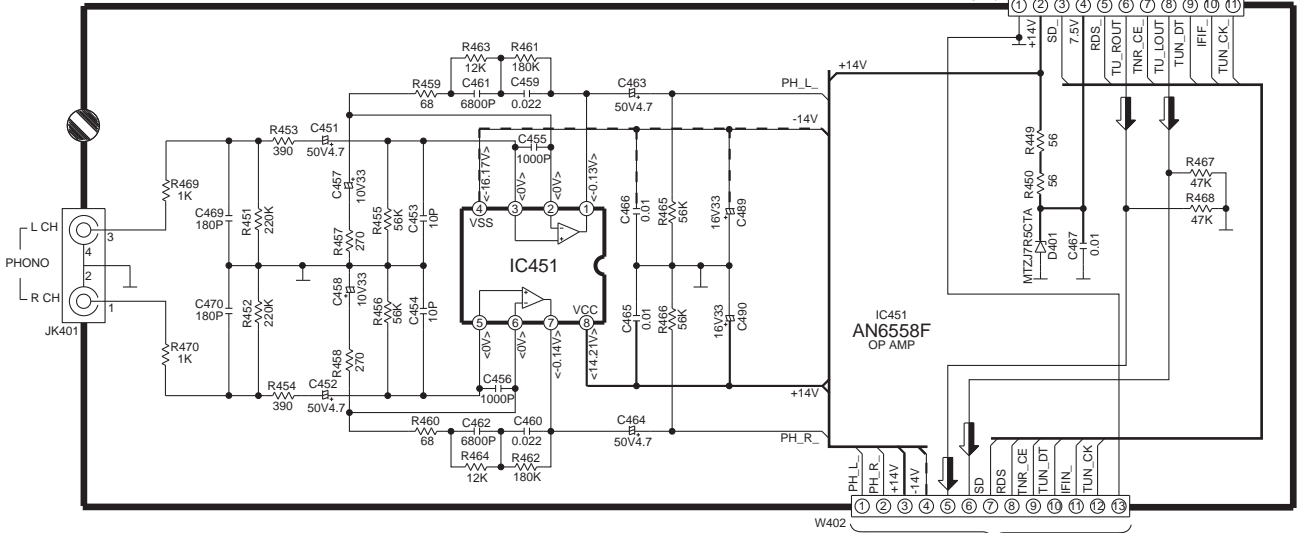 1 2 3 4 5 6 7 8 9 10 11
+14V
SD_
7.5V
RDS_
TU_ROUT
TNR_CE_
TU_LOUT
TUN_DT
IFIF_
TUN_CK_
R463
12K
R461
180K
C461
6800P
C459
0.022
R459
68
C463
50V4.7
PH_L_
+14V
-14V
R453
390
C451
50V4.7
C455
1000P
R449
56
R450
56
R467
47K
R468
47K
R469
1K
C469
180P
R451
220K
C457
10V33
R457
270
R455
56K
C453
10P
<-16.17V>
<0V>
<0V>
<-0.13V>
4 3 2 1
VSS
C466
0.01
R465
56K
16V33
C489
MTZJ7R5CTA
D401
C467
0.01
L CH
3
4
PHONO
2
R CH
1
JK401
IC451
C470
180P
R452
220K
C458
10V33
R458
270
R456
56K
C454
10P
VCC
5 6 7 8
<0V>
<0V>
<-0.14V>
<14.21V>
C465
0.01
R466
56K
16V33
C490
IC451
AN6558F
OP AMP
R470
1K
R454
390
C452
50V4.7
C456
1000P
+14V
R460
68
C462
6800P
C460
0.022
C464
50V4.7
PH_R_
R464
12K
R462
180K
PH_L_
PH_R_
+14V
-14V
SD
RDS
TNR_CE
TUN_DT
IFIN_
TUN_CK
1 2 3 4 5 6 7 8 9 10 11 12 13
W402